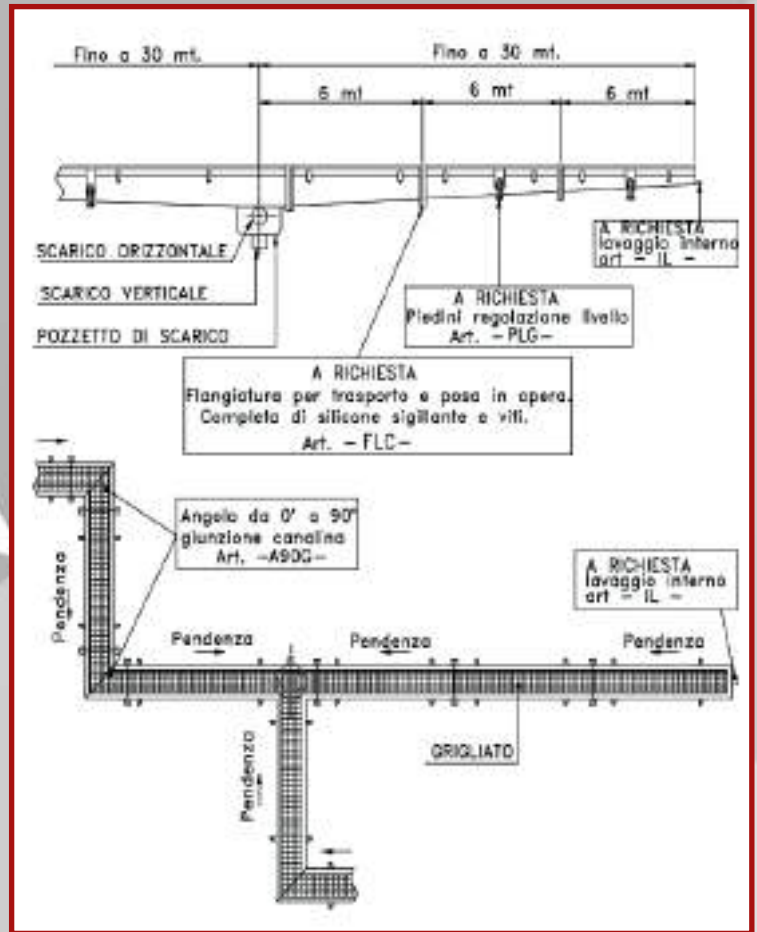 Fino a 30 mt.
Fino a 30 mt.
6 mt
6 mt
6 mt
SCARICO ORIZZONTALE
SCARICO VERTICALE
POZZETTO DI SCARICO
A RICHIESTA
lavaggio interno
art - IL -
A RICHIESTA
Piedini regolazione livello
Art. -PLG-
A RICHIESTA
Flangiatura per trasporto e posa in opera.
Completa di silicone sigillante e viti.
Art. -FLC-
Angolo da 0° a 90°
giunzione canalina
Art. -A90G-
A RICHIESTA
lavaggio interno
art - IL -
Pendenza
Pendenza
Pendenza
Pendenza
GRIGLIATO
Pendenza